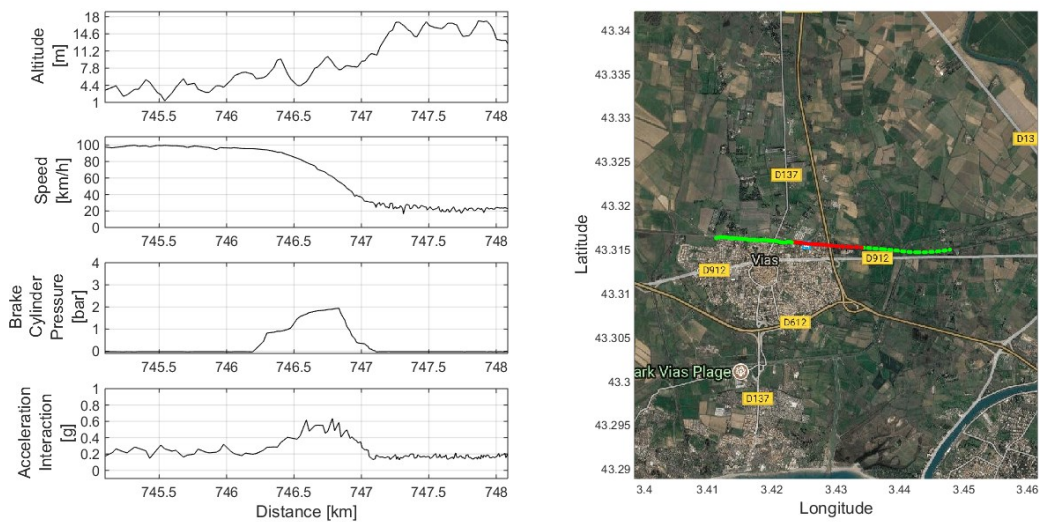 Altitude
[m]
18
14.6
11.2
7.8
4.4
1
745.5 746 746.5 747 747.5 748
Speed
[km/h]
100
80
60
40
20
0
745.5 746 746.5 747 747.5 748
Brake
Cylinder
Pressure
[bar]
4
3
2
1
0
745.5 746 746.5 747 747.5 748
Acceleration
Interaction
[g]
1
0.8
0.6
0.4
0.2
0
745.5 746 746.5 747 747.5 748
Distance [km]
Latitude
43.34
43.335
43.33
43.325
43.32
43.315
43.31
43.305
43.3
43.295
43.29
D13
D137
D912
Vias
D912
D612
ark Vias Plage
D137
3.4 3.41 3.42 3.43 3.44 3.45 3.46
Longitude